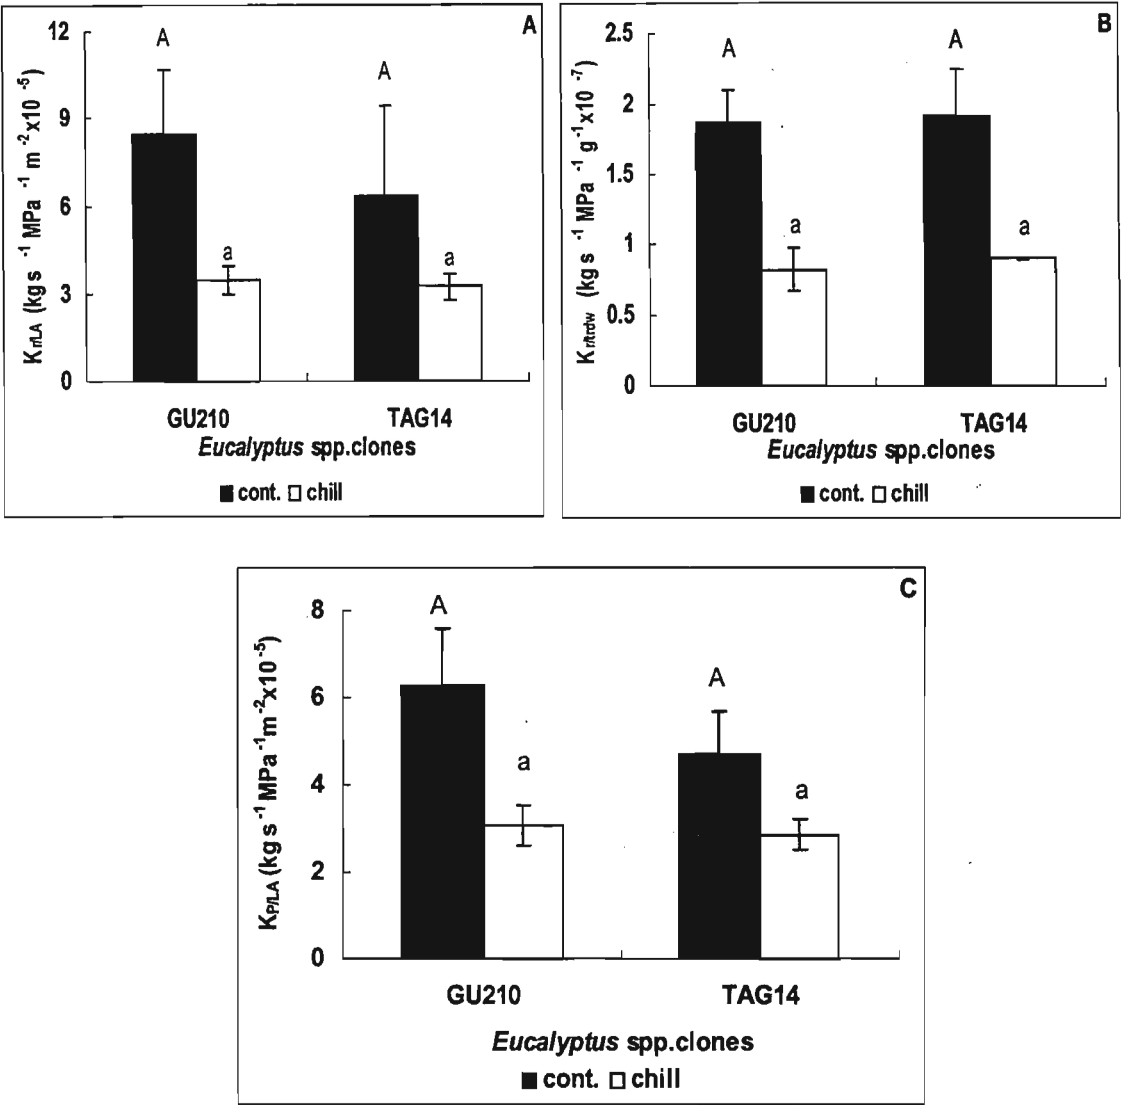 A
K r/LA (kg s -1 MPa -1 m -2 x10 -5)
12
9
6
3
0
A
A
a
a
GU210 TAG14
Eucalyptus spp.clones
cont. chill
B
K r/trdw (kg s -1 MPa -1 g -1 x10 -7)
2.5
2
1.5
1
0.5
0
A
A
a
a
GU210 TAG14
Eucalyptus spp.clones
cont. chill
C
K P/LA (kg s -1 MPa -1 m -2 x10 -5)
8
6
4
2
0
A
A
a
a
GU210 TAG14
Eucalyptus spp.clones
cont. chill